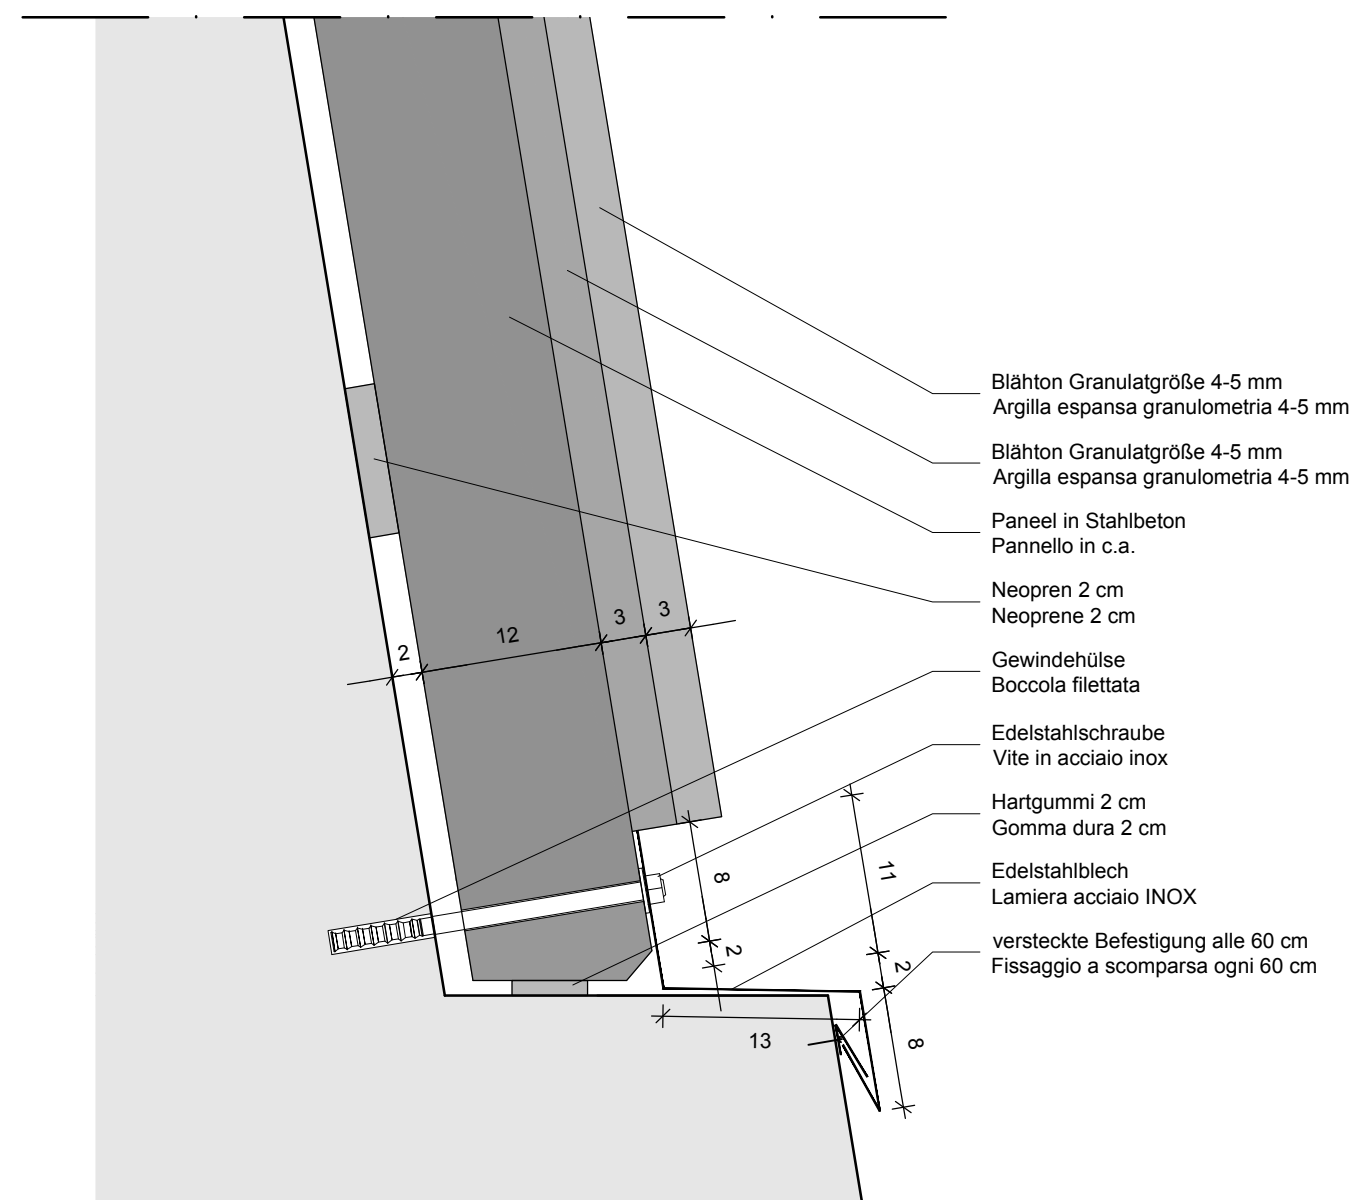 Blähton Granulatgröße 4-5 mm
Argilla espansa granulometria 4-5 mm
Blähton Granulatgröße 4-5 mm
Argilla espansa granulometria 4-5 mm
Paneel in Stahlbeton
Pannello in c.a.
Neopren 2 cm
Neoprene 2 cm
Gewindehülse
Boccola filettata
Edelstahlschraube
Vite in acciaio inox
Hartgummi 2 cm
Gomma dura 2 cm
Edelstahlblech
Lamiera acciaio INOX
versteckte Befestigung alle 60 cm
Fissaggio a scomparsa ogni 60 cm
2
12
3
3
8
2
11
2
8
13